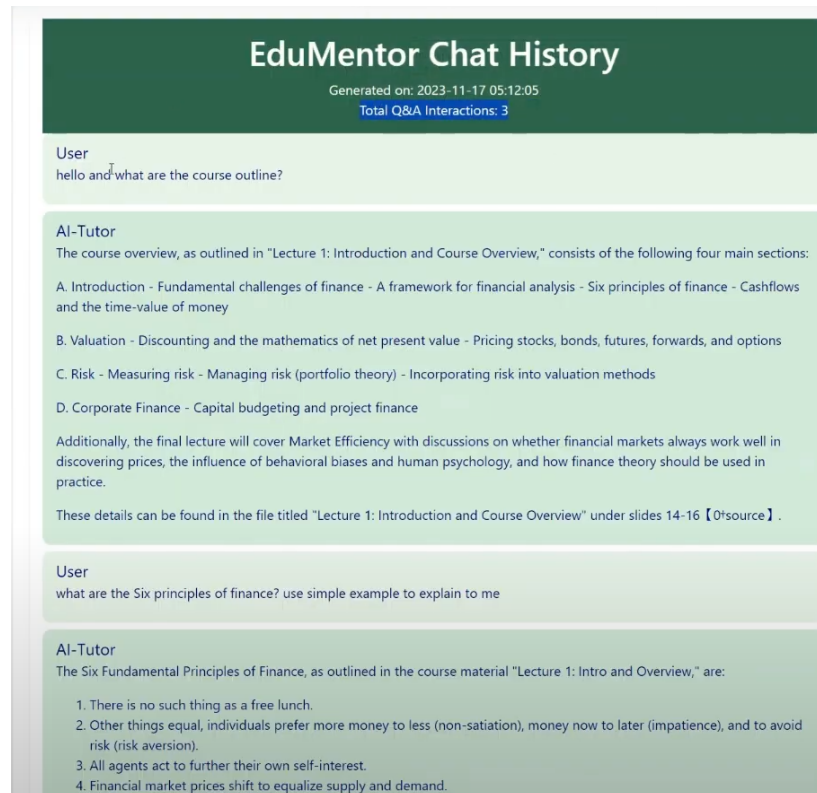 EduMentor Chat History
Generated on: 2023-11-17 05:12:05
Total Q&A Interactions: 3
User
hello and what are the course outline?
AI-Tutor
The course overview, as outlined in "Lecture 1: Introduction and Course Overview," consists of the following four main sections:
A. Introduction - Fundamental challenges of finance - A framework for financial analysis - Six principles of finance - Cashflows
and the time-value of money
B. Valuation - Discounting and the mathematics of net present value - Pricing stocks, bonds, futures, forwards, and options
C. Risk - Measuring risk - Managing risk (portfolio theory) - Incorporating risk into valuation methods
D. Corporate Finance - Capital budgeting and project finance
Additionally, the final lecture will cover Market Efficiency with discussions on whether financial markets always work well in
discovering prices, the influence of behavioral biases and human psychology, and how finance theory should be used in
practice.
These details can be found in the file titled "Lecture 1: Introduction and Course Overview" under slides 14-16【0†source】.
User
what are the Six principles of finance? use simple example to explain to me
AI-Tutor
The Six Fundamental Principles of Finance, as outlined in the course material "Lecture 1: Intro and Overview," are:
1. There is no such thing as a free lunch.
2. Other things equal, individuals prefer more money to less (non-satiation), money now to later (impatience), and to avoid
risk (risk aversion).
3. All agents act to further their own self-interest.
4. Financial market prices shift to equalize supply and demand.